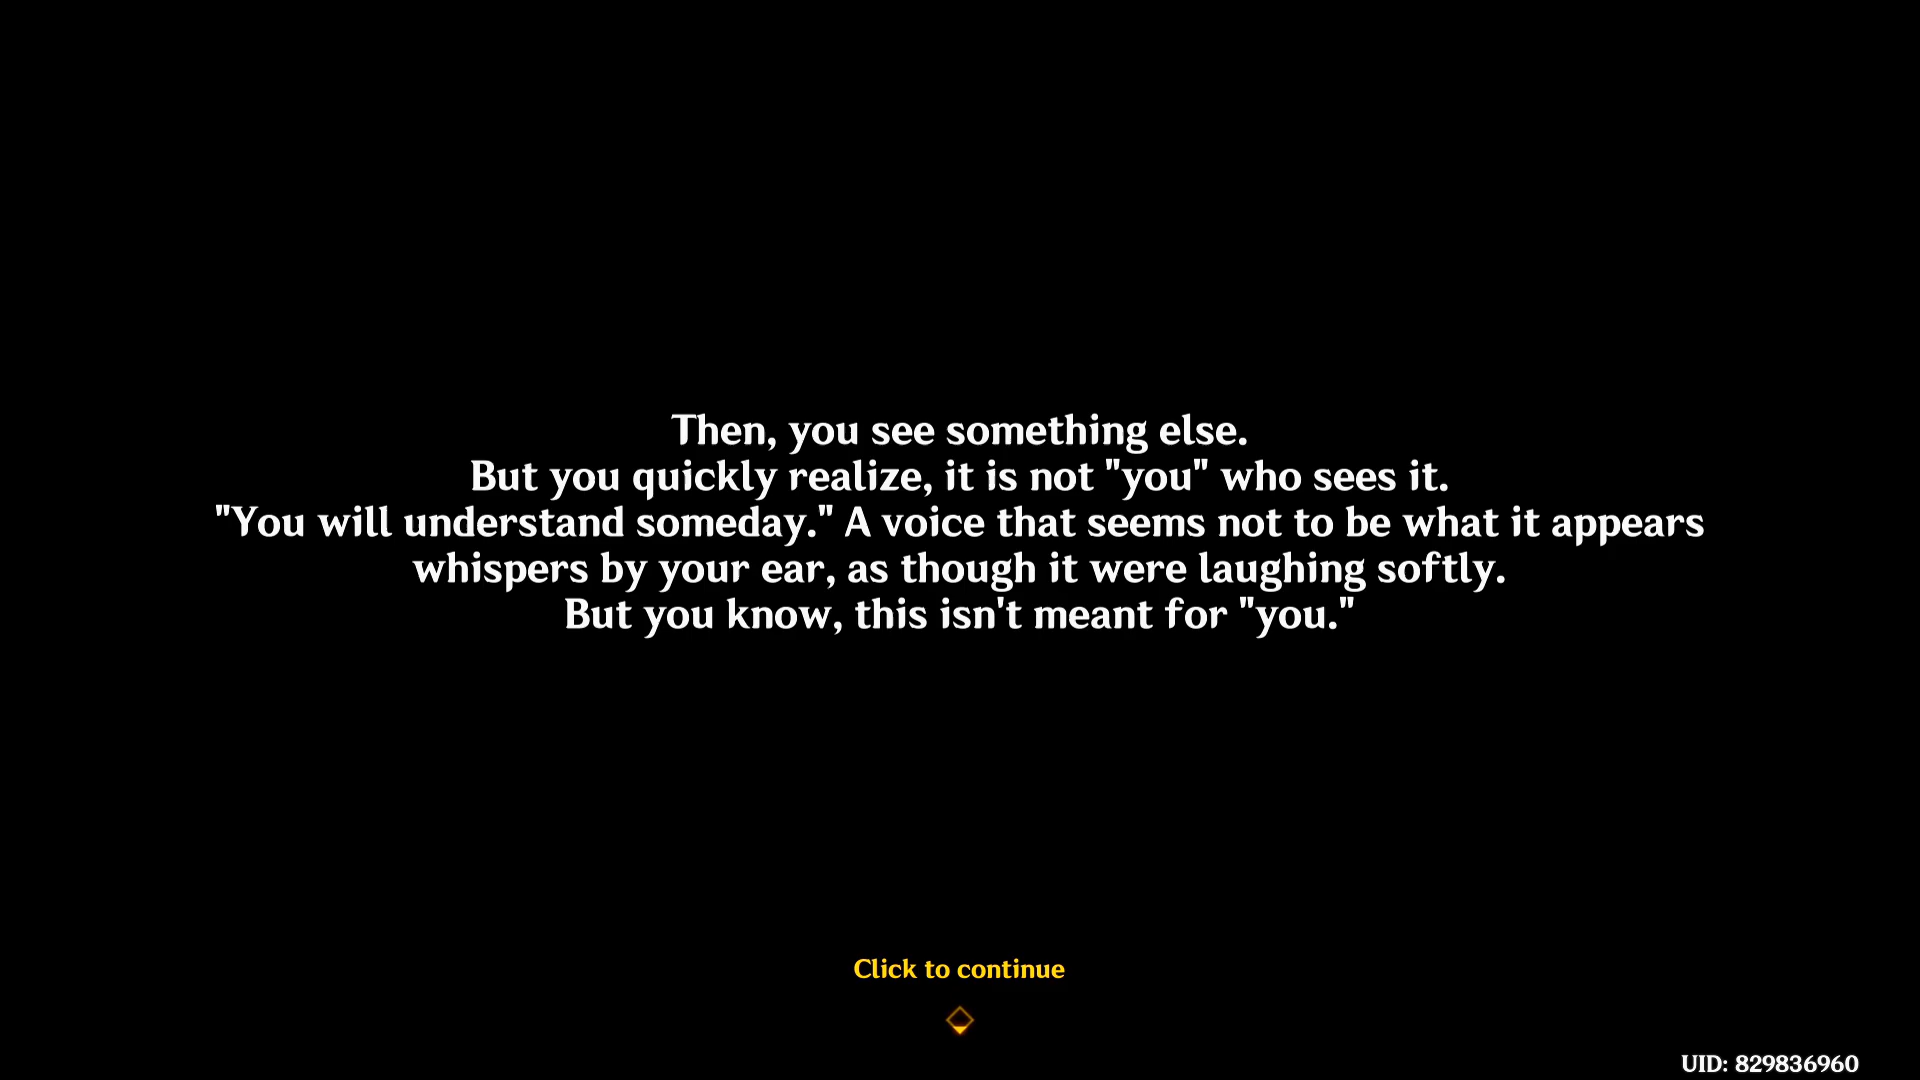 Then, you see something else.
But you quickly realize, it is not "you" who sees it.
"You will understand someday." A voice that seems not to be what it appears
whispers by your ear, as though it were laughing softly.
But you know, this isn't meant for "you."
Click to continue
UID: 829836960